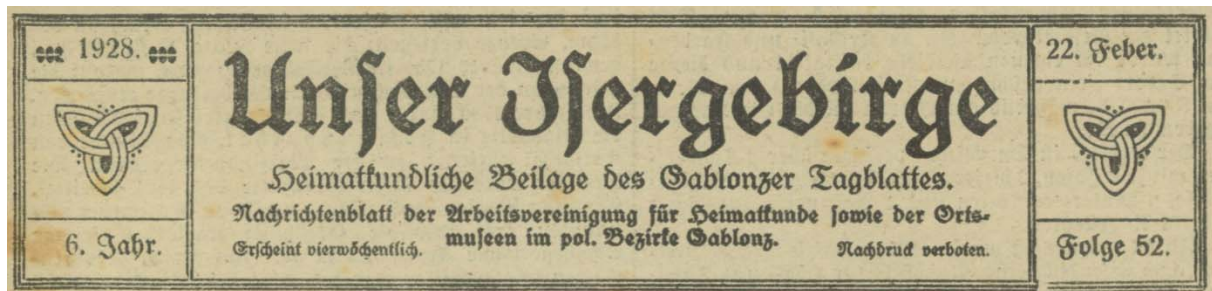 1928.
Unser Isergebirge
22. Feber.
Heimatkundliche Beilage des Gablonzer Tagblattes.
Nachrichtenblatt der Arbeitsvereinigung für Heimatkunde sowie der Orts-
museen im pol. Bezirke Gablonz.
6. Jahr.
Erscheint vierwöchentlich.
Nachdruck verboten.
Folge 52.